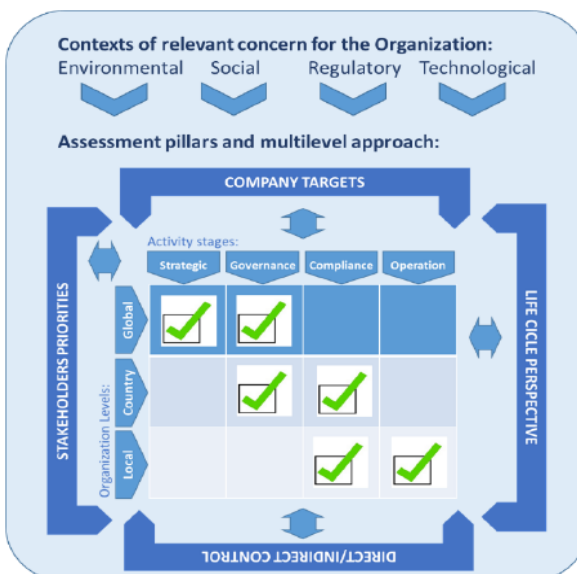 Contexts of relevant concern for the Organization:
Environmental Social Regulatory Technological
Assessment pillars and multilevel approach:
COMPANY TARGETS
Activity stages:
Strategic Governance Compliance Operation
STAKEHOLDERS PRIORITIES
Organization Levels:
Global
Country
Local
LIFE CICLE PERSPECTIVE
DIRECT/INDIRECT CONTROL